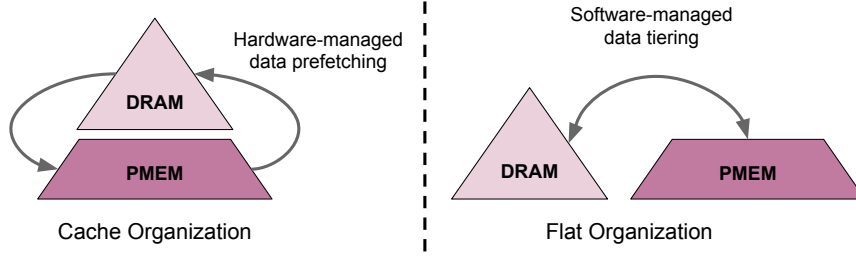 Hardware-managed
data prefetching
DRAM
PMEM
Cache Organization
Software-managed
data tiering
DRAM
PMEM
Flat Organization